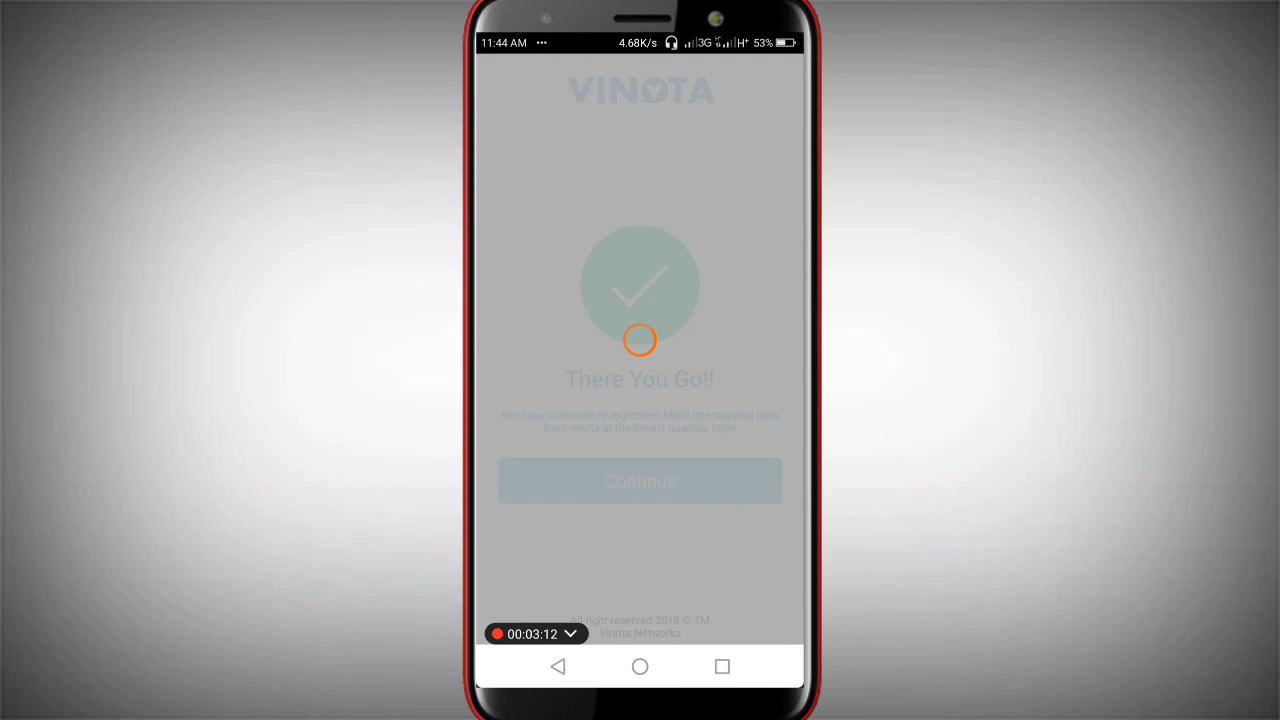 11:44 AM ... 4.68K/s 3G H+ 53%
VINOTA
There You Go!!
You have successfully registered.Make international calls
from vinota at the lowest possible rates
Continue
All right reserved 2018 © TM
Vinota Networks
00:03:12